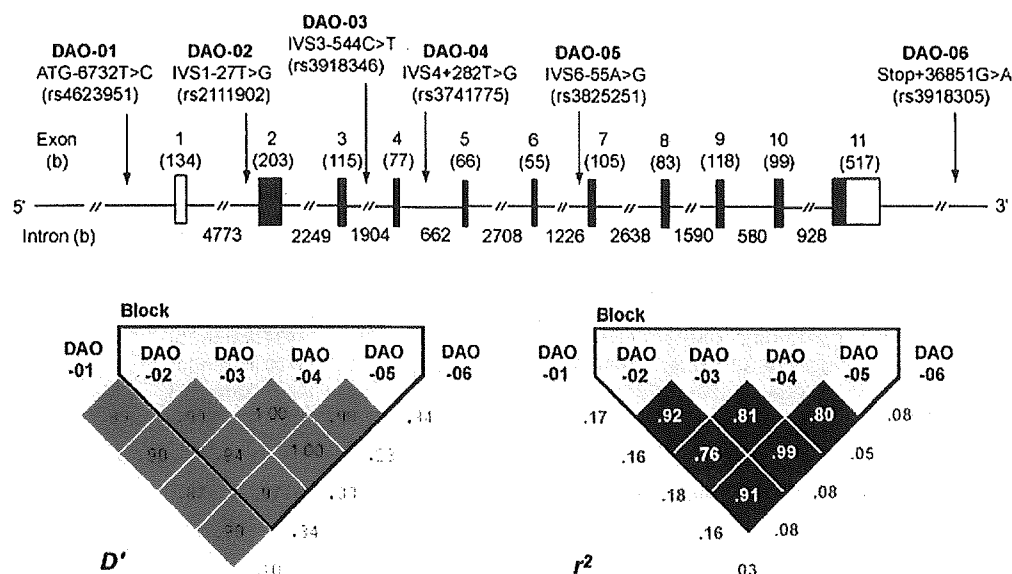 DAO-01
ATG-6732T>C
(rs4623951)
DAO-02
IVS1-27T>G
(rs2111902)
DAO-03
IVS3-544C>T
(rs3918346)
DAO-04
IVS4+282T>G
(rs3741775)
DAO-05
IVS6-55A>G
(rs3825251)
DAO-06
Stop+36851G>A
(rs3918305)
Exon 1 2 3 4 5 6 7 8 9 10 11
(b) (134) (203) (115) (77) (66) (55) (105) (83) (118) (99) (517)
5' // // // // // // // // // // // 3'
Intron (b) 4773 2249 1904 662 2708 1226 2638 1590 580 928
Block
DAO -01 DAO -02 DAO -03 DAO -04 DAO -05 DAO -06
1.00 .34
.90 .94 1.00
.33
.34
D'
Block
DAO -01 DAO -02 DAO -03 DAO -04 DAO -05 DAO -06
.17 .92 .81 .80 .08
.16 .76 .99 .05
.18 .91 .08
.16 .08
.03
r²